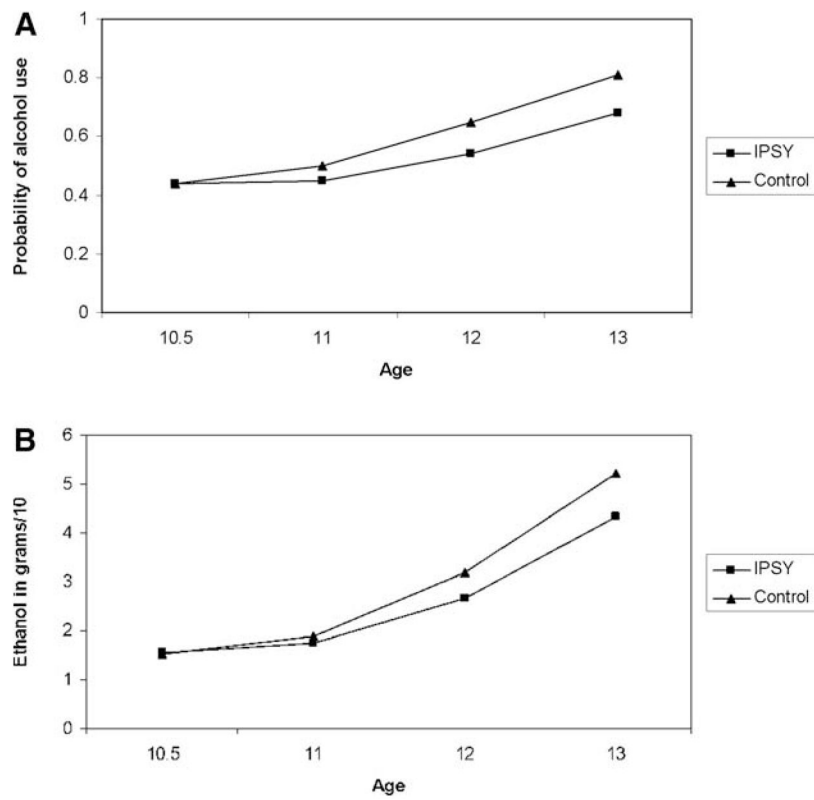 A
Probability of alcohol use
1
0.8
0.6
0.4
0.2
0
10.5 11 12 13
Age
IPSY
Control
B
Ethanol in grams/10
6
5
4
3
2
1
0
10.5 11 12 13
Age
IPSY
Control